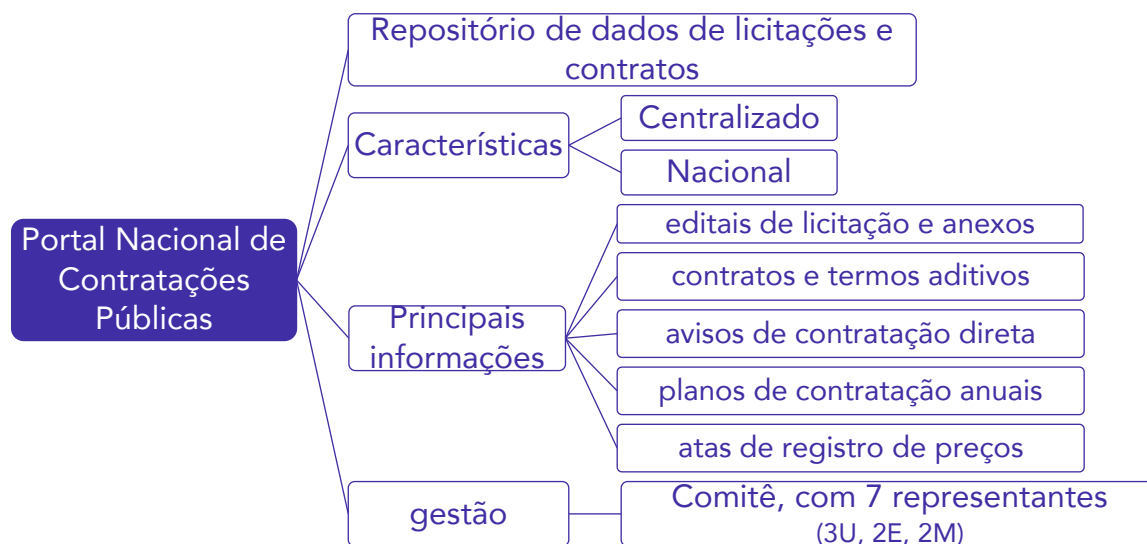 Repositório de dados de licitações e
contratos
Características
Centralizado
Nacional
Portal Nacional de
Contratações
Públicas
Principais
informações
editais de licitação e anexos
contratos e termos aditivos
avisos de contratação direta
planos de contratação anuais
atas de registro de preços
gestão
Comitê, com 7 representantes
(3U, 2E, 2M)